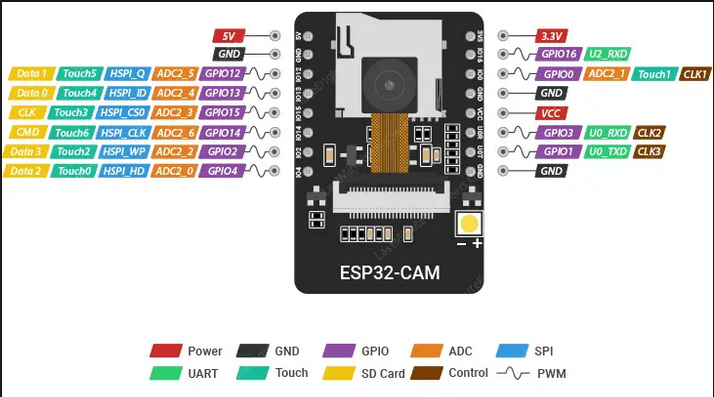 5V 3.3V
GND GPIO16 U2_RXD
Data 1 Touch5 HSPI_Q ADC2_5 GPIO12 GPIO0 ADC2_1 Touch1 CLK1
Data 0 Touch4 HSPI_ID ADC2_4 GPIO13 GND
CLK Touch3 HSPI_CS0 ADC2_3 GPIO15 VCC
CMD Touch6 HSPI_CLK ADC2_6 GPIO14 GPIO3 U0_RXD CLK2
Data 3 Touch2 HSPI_WP ADC2_2 GPIO2 GPIO1 U0_TXD CLK3
Data 2 Touch0 HSPI_HD ADC2_0 GPIO4 GND
5V 3V3
GND IO16
IO12 IO0
IO13 GND
IO15 VCC
IO14 U0R
IO2 U0T
IO4 GND
− +
ESP32-CAM
Power GND GPIO ADC SPI
UART Touch SD Card Control PWM